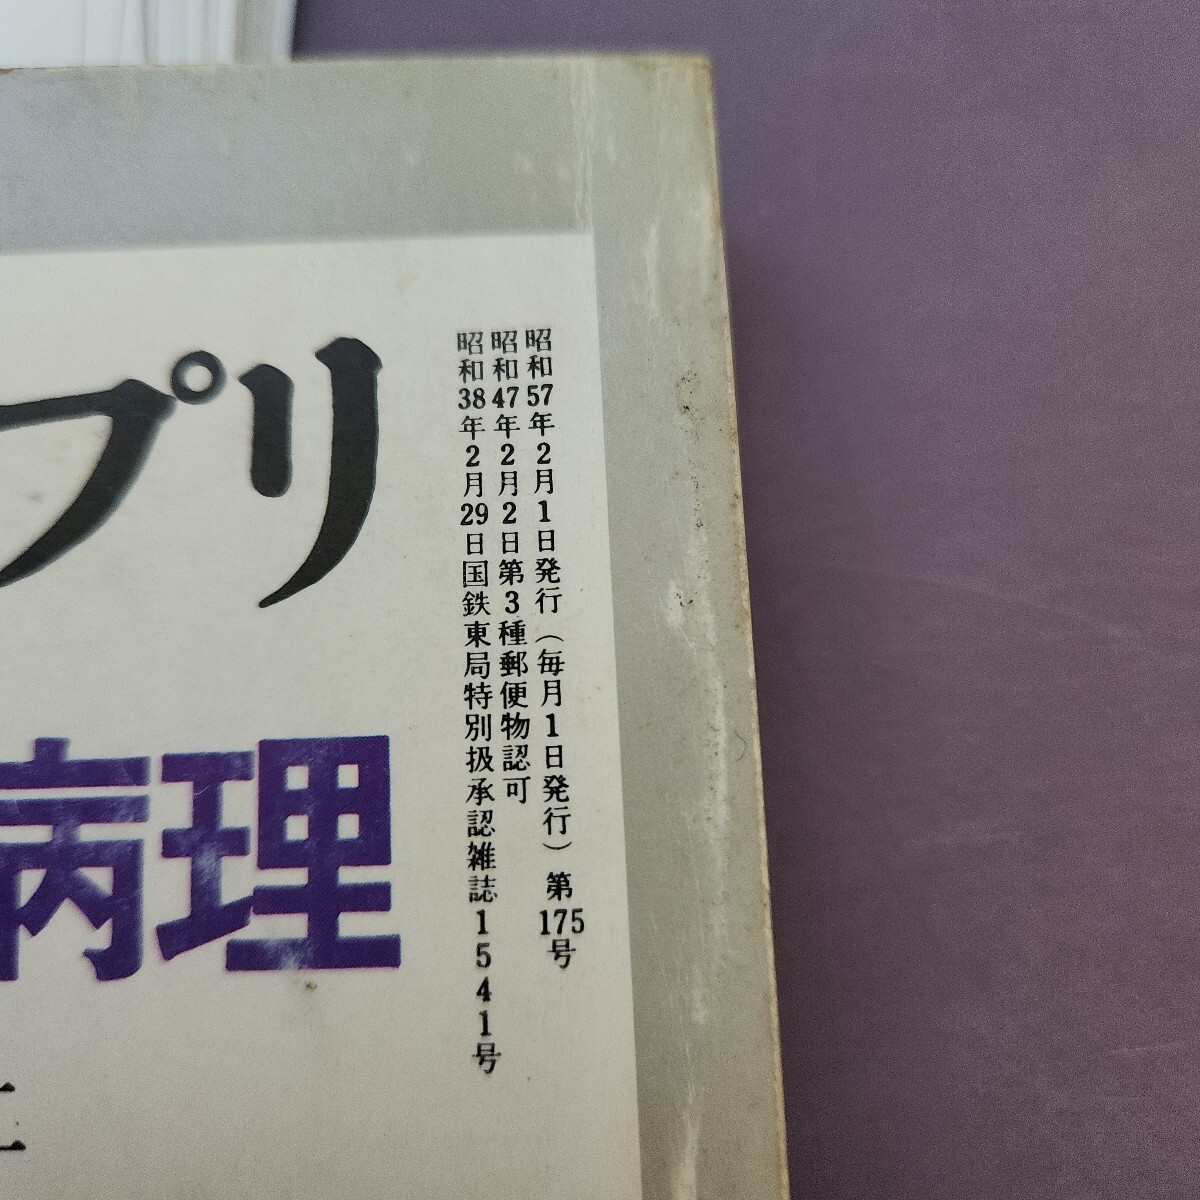 昭和57年2月1日発行（毎月1日発行）第175号
昭和47年2月2日第3種郵便物認可
昭和38年2月29日国鉄東局特別扱承認雑誌1541号
プリ
病理